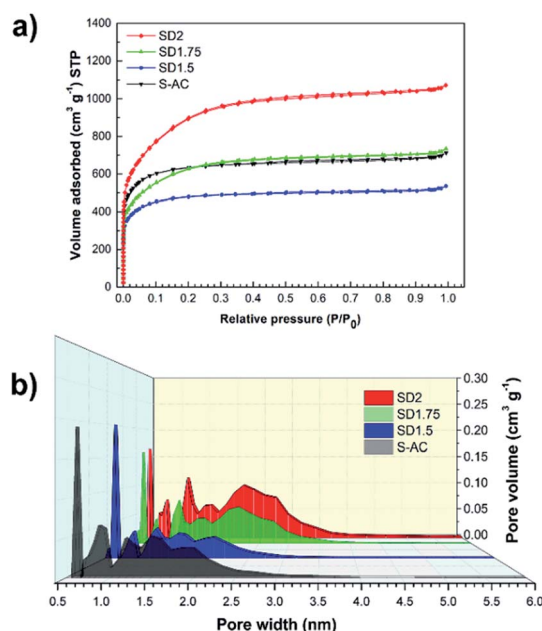 a)
SD2
SD1.75
SD1.5
S-AC
Volume adsorbed (cm³ g⁻¹) STP
1400
1200
1000
800
600
400
200
0
0.0 0.1 0.2 0.3 0.4 0.5 0.6 0.7 0.8 0.9 1.0
Relative pressure (P/P₀)
b)
SD2
SD1.75
SD1.5
S-AC
0.30
0.25
0.20
0.15
0.10
0.05
0.00
Pore volume (cm³ g⁻¹)
0.5 1.0 1.5 2.0 2.5 3.0 3.5 4.0 4.5 5.0 5.5 6.0
Pore width (nm)